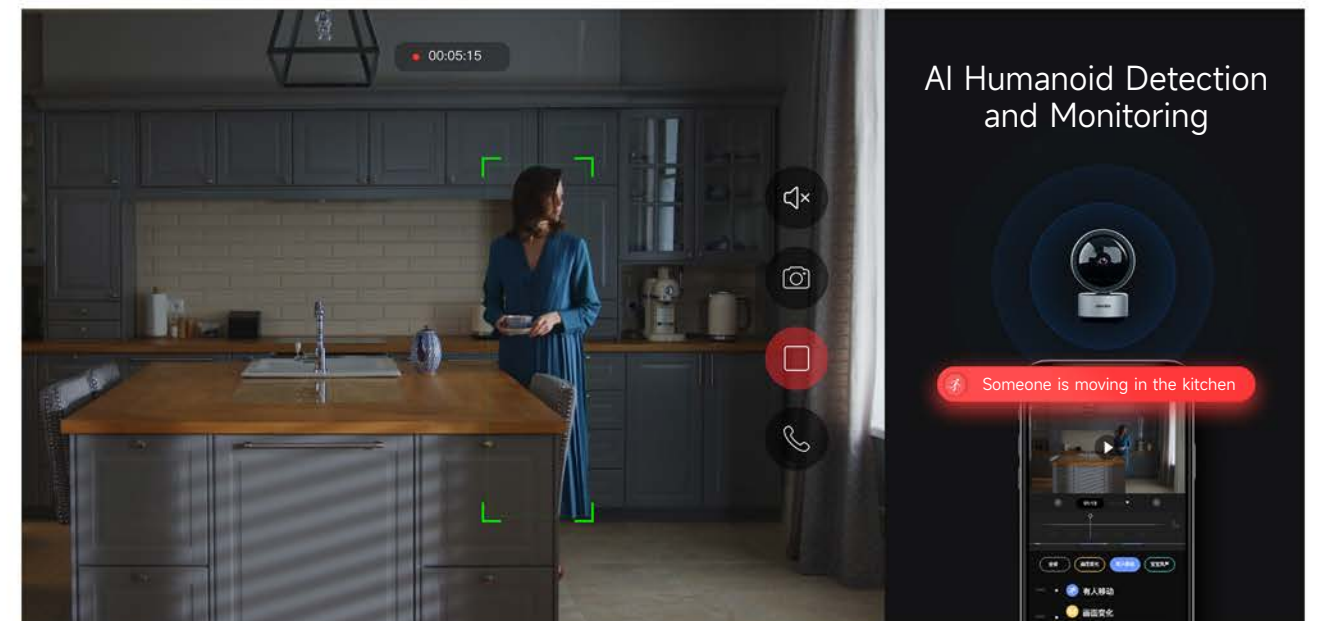 00:05:15
AI Humanoid Detection
and Monitoring
Someone is moving in the kitchen
有人移动
画面变化